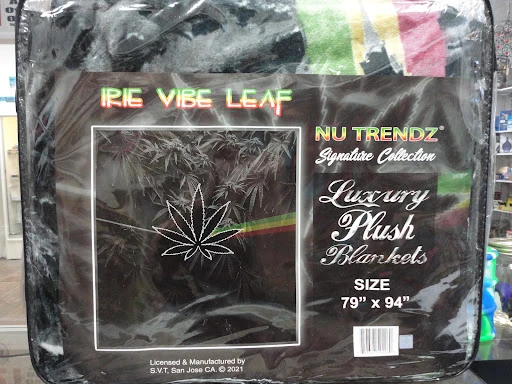 IRIE VIBE LEAF
NU TRENDZ®
Signature Collection
Luxury
Plush
Blankets
SIZE
79” x 94”
Licensed & Manufactured by
S.V.T, San Jose CA. © 2021